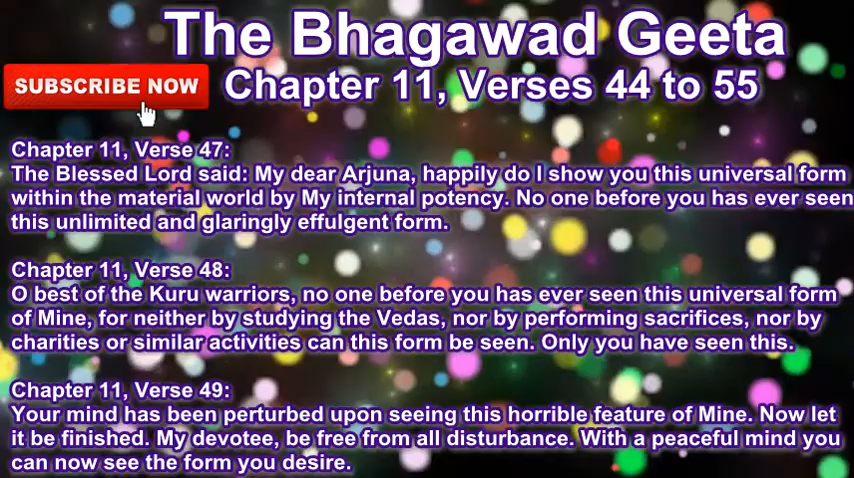 The Bhagawad Geeta
SUBSCRIBE NOW
Chapter 11, Verses 44 to 55
Chapter 11, Verse 47:
The Blessed Lord said: My dear Arjuna, happily do I show you this universal form
within the material world by My internal potency. No one before you has ever seen
this unlimited and glaringly effulgent form.
Chapter 11, Verse 48:
O best of the Kuru warriors, no one before you has ever seen this universal form
of Mine, for neither by studying the Vedas, nor by performing sacrifices, nor by
charities or similar activities can this form be seen. Only you have seen this.
Chapter 11, Verse 49:
Your mind has been perturbed upon seeing this horrible feature of Mine. Now let
it be finished. My devotee, be free from all disturbance. With a peaceful mind you
can now see the form you desire.